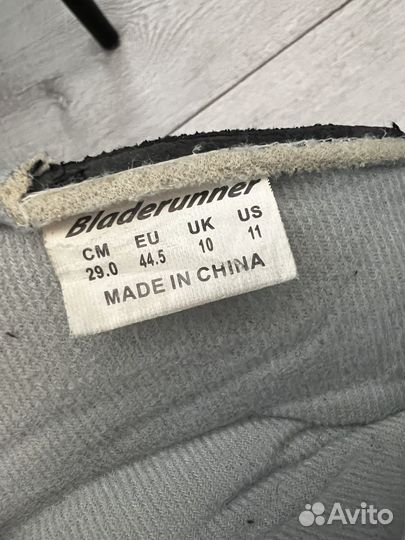 Bladerunner
CM EU UK US
29.0 44.5 10 11
MADE IN CHINA
Avito